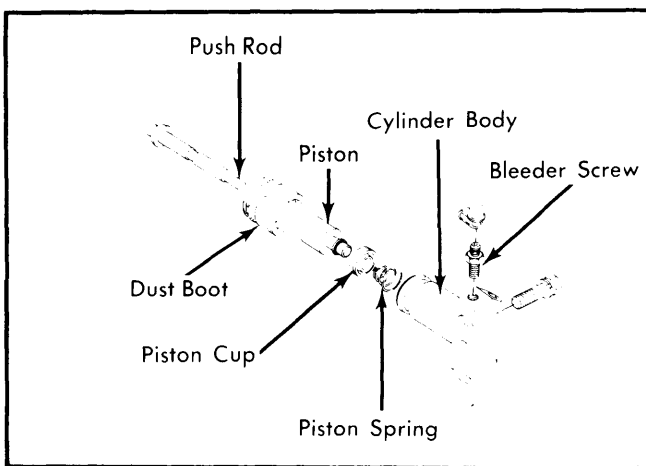 Push Rod
Cylinder Body
Piston
Bleeder Screw
Dust Boot
Piston Cup
Piston Spring